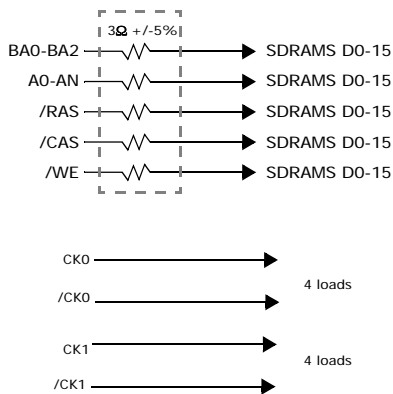 3Ω +/-5%
BA0-BA2 SDRAMS D0-15
A0-AN SDRAMS D0-15
/RAS SDRAMS D0-15
/CAS SDRAMS D0-15
/WE SDRAMS D0-15
CK0
4 loads
/CK0
CK1
4 loads
/CK1